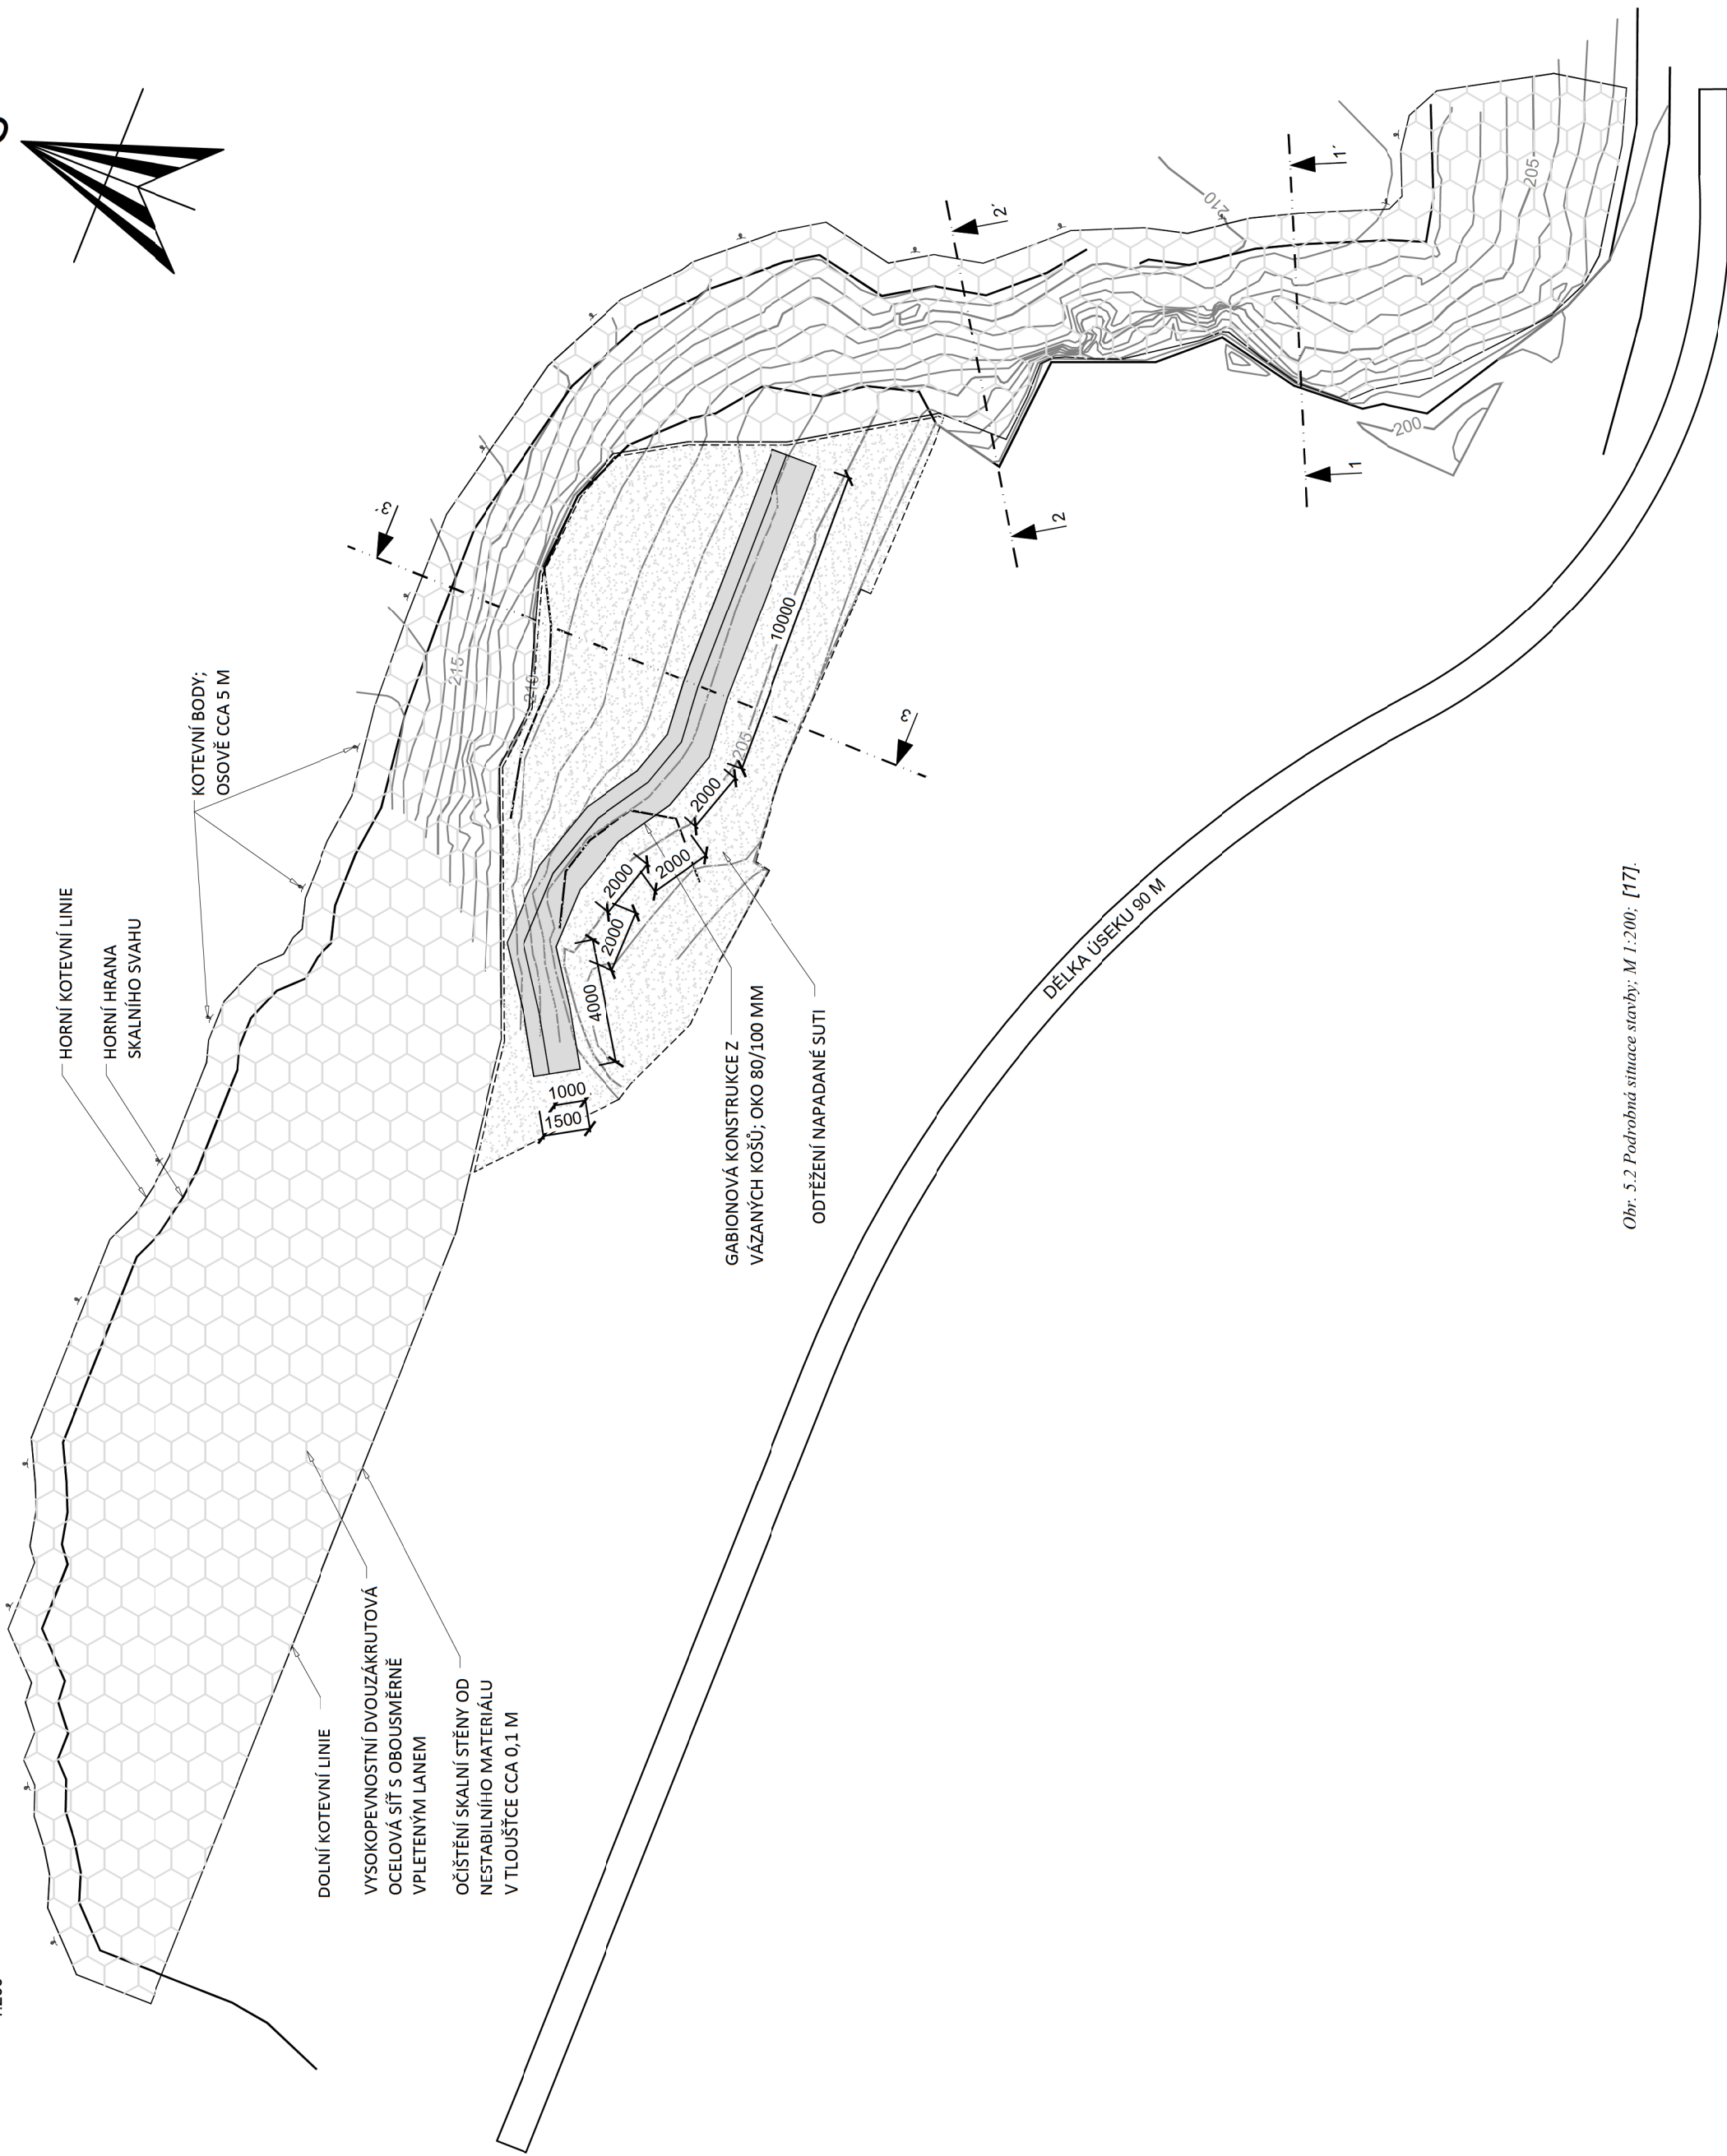 HORNÍ KOTEVNÍ LINIE
HORNÍ HRANA
SKALNÍHO SVAHU
KOTEVNÍ BODY;
OSOVĚ CCA 5 M
DOLNÍ KOTEVNÍ LINIE
VYSOKOPEVNOSTNÍ DVOUZÁKRUTOVÁ
OCELOVÁ SÍŤ S OBOUSMĚRNĚ
VPLETENÝM LANEM
OČIŠTĚNÍ SKALNÍ STĚNY OD
NESTABILNÍHO MATERIÁLU
V TLOUŠŤCE CCA 0,1 M
GABIONOVÁ KONSTRUKCE Z
VÁZANÝCH KOŠŮ; OKO 80/100 MM
ODTĚŽENÍ NAPADANÉ SUTI
DÉLKA ÚSEKU 90 M
1500
1000
4000
2000
2000
2000
2000
10000
215
210
205
210
205
200
3´
3
2´
2
1´
1
Obr. 5.2 Podrobná situace stavby; M 1:200; [17].